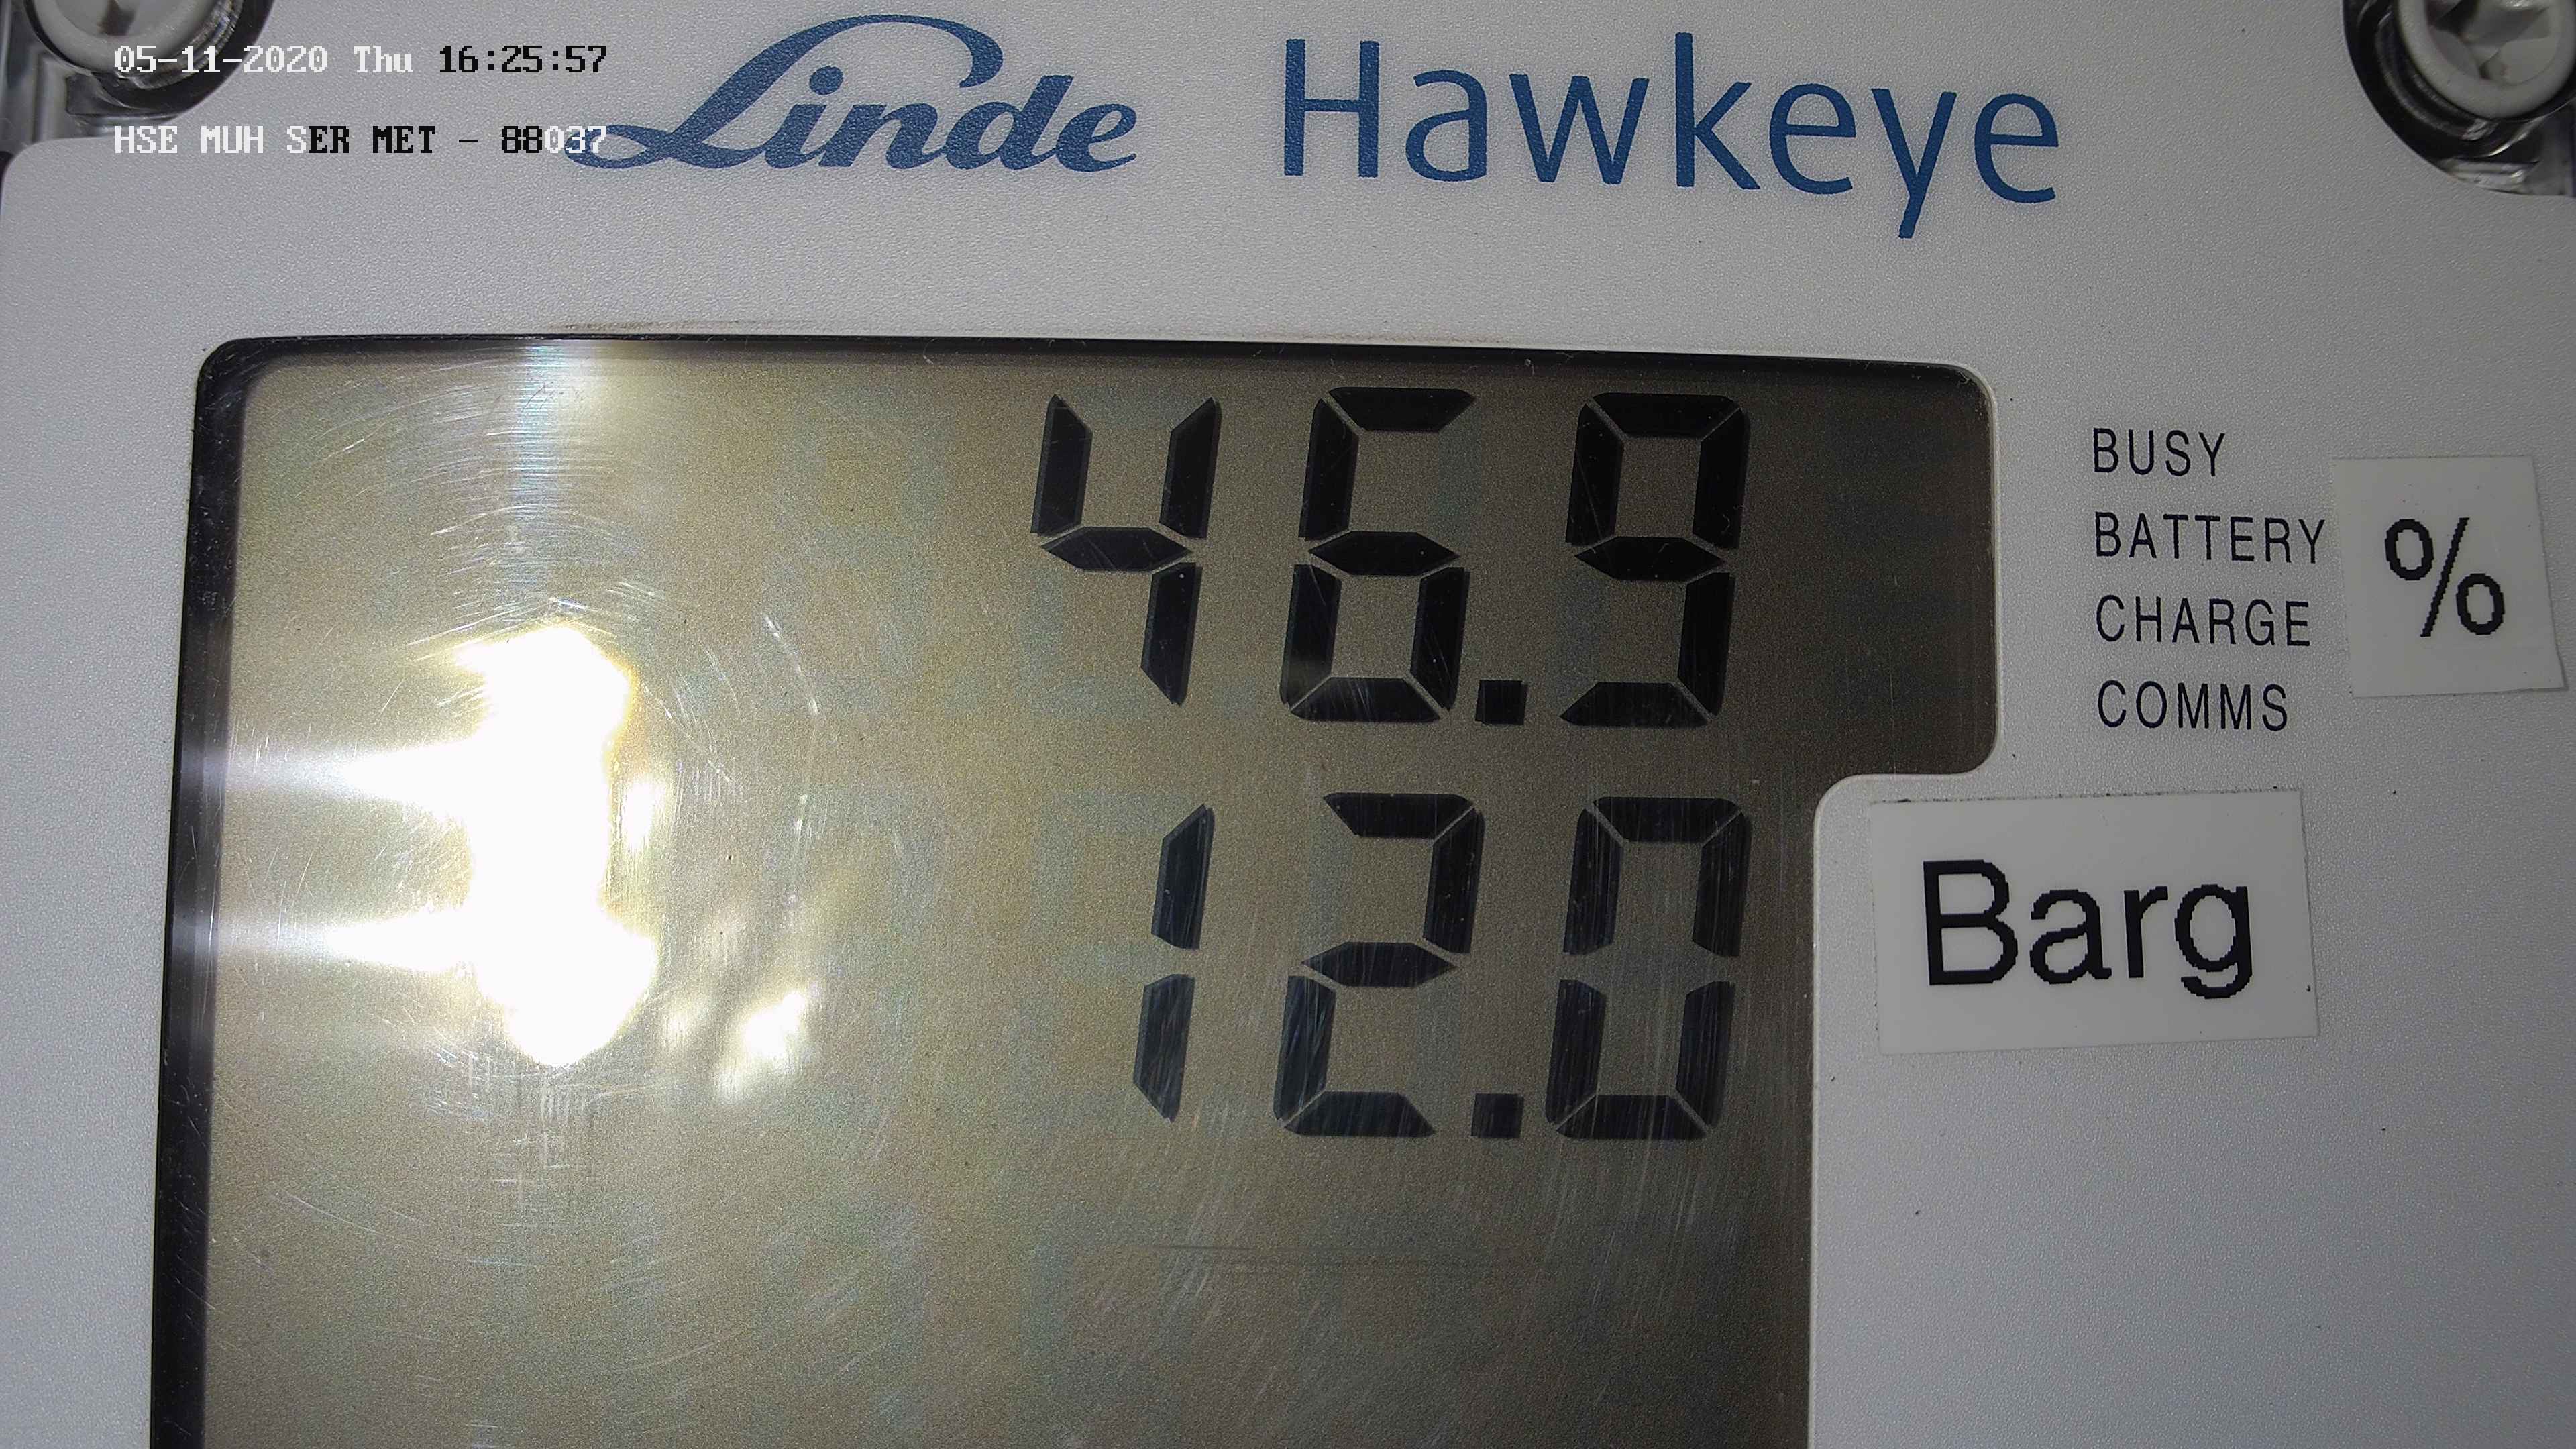 05-11-2020 Thu 16:25:57
HSE MUH SER MET - 88037
Linde Hawkeye
46.9
BUSY
BATTERY
CHARGE
COMMS
%
12.0
Barg